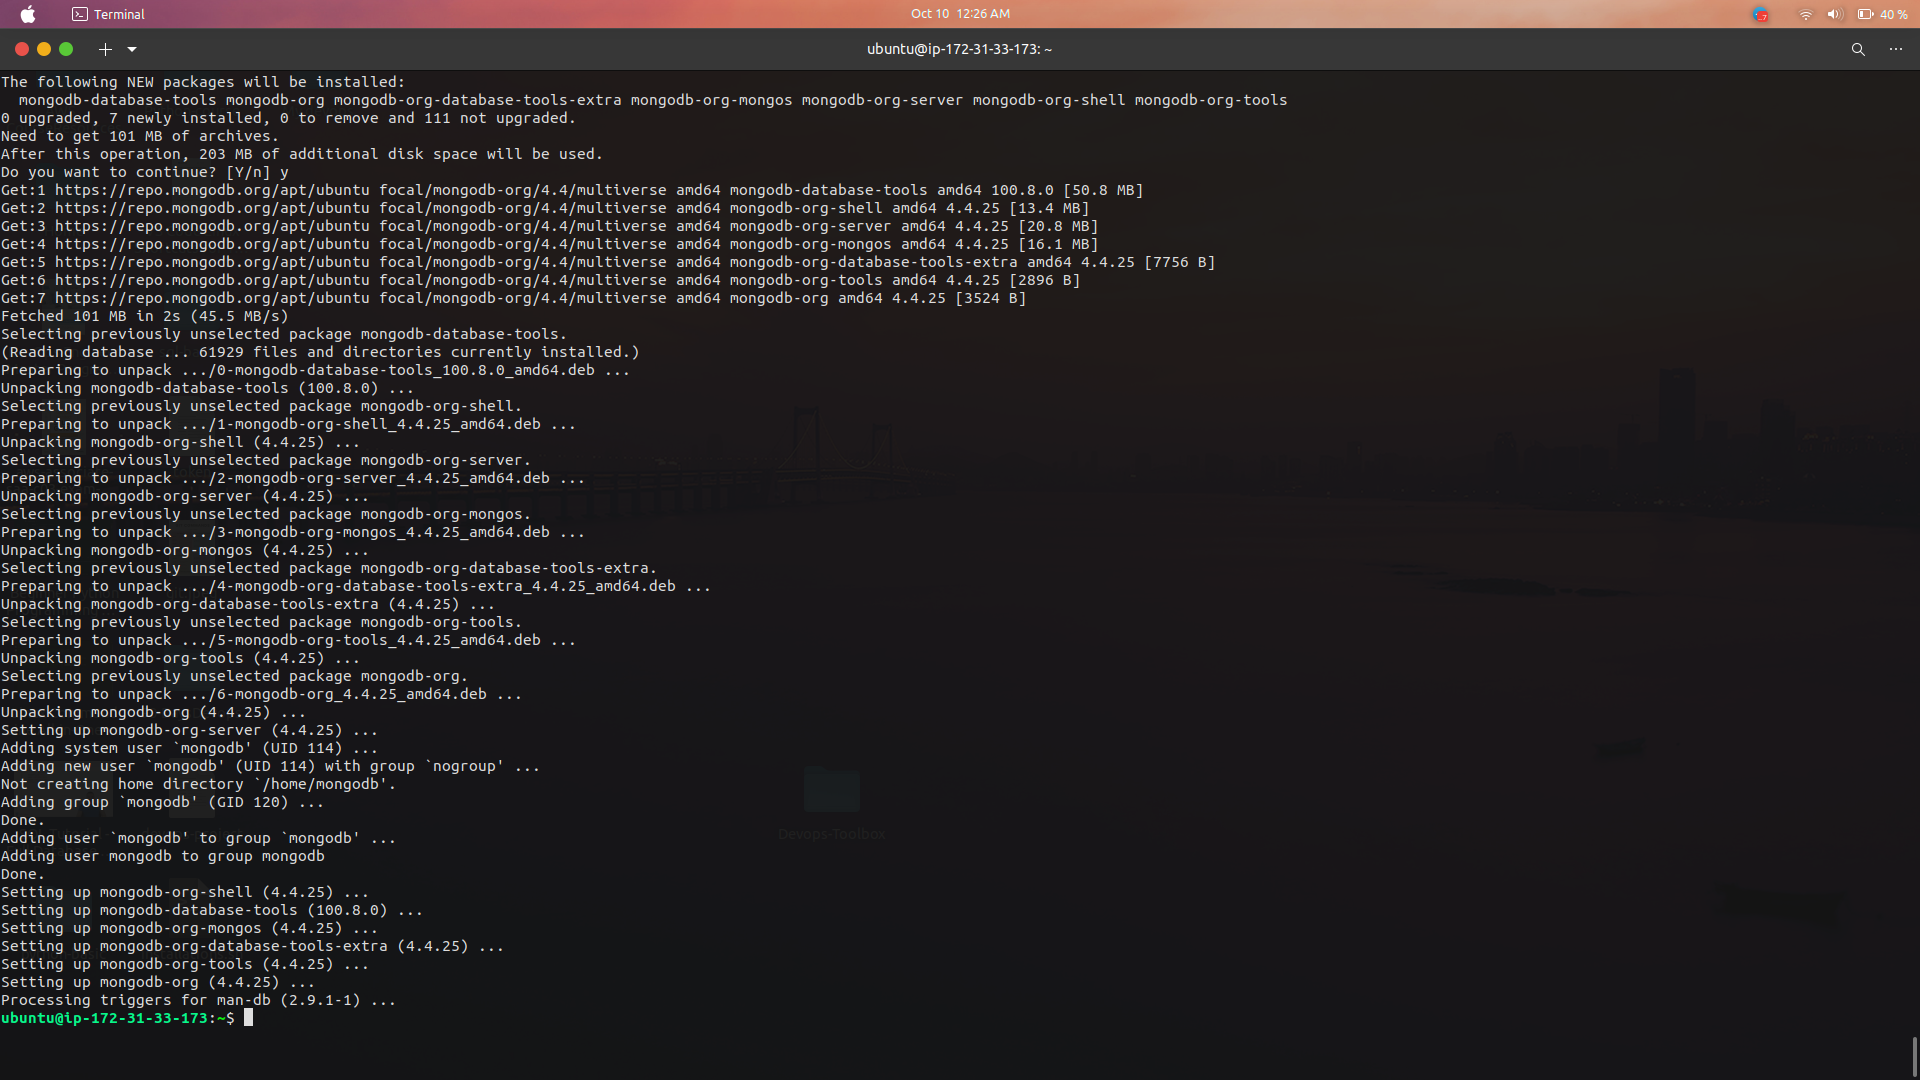 Terminal
Oct 10 12:26 AM
40 %
ubuntu@ip-172-31-33-173: ~
The following NEW packages will be installed:
  mongodb-database-tools mongodb-org mongodb-org-database-tools-extra mongodb-org-mongos mongodb-org-server mongodb-org-shell mongodb-org-tools
0 upgraded, 7 newly installed, 0 to remove and 111 not upgraded.
Need to get 101 MB of archives.
After this operation, 203 MB of additional disk space will be used.
Do you want to continue? [Y/n] y
Get:1 https://repo.mongodb.org/apt/ubuntu focal/mongodb-org/4.4/multiverse amd64 mongodb-database-tools amd64 100.8.0 [50.8 MB]
Get:2 https://repo.mongodb.org/apt/ubuntu focal/mongodb-org/4.4/multiverse amd64 mongodb-org-shell amd64 4.4.25 [13.4 MB]
Get:3 https://repo.mongodb.org/apt/ubuntu focal/mongodb-org/4.4/multiverse amd64 mongodb-org-server amd64 4.4.25 [20.8 MB]
Get:4 https://repo.mongodb.org/apt/ubuntu focal/mongodb-org/4.4/multiverse amd64 mongodb-org-mongos amd64 4.4.25 [16.1 MB]
Get:5 https://repo.mongodb.org/apt/ubuntu focal/mongodb-org/4.4/multiverse amd64 mongodb-org-database-tools-extra amd64 4.4.25 [7756 B]
Get:6 https://repo.mongodb.org/apt/ubuntu focal/mongodb-org/4.4/multiverse amd64 mongodb-org-tools amd64 4.4.25 [2896 B]
Get:7 https://repo.mongodb.org/apt/ubuntu focal/mongodb-org/4.4/multiverse amd64 mongodb-org amd64 4.4.25 [3524 B]
Fetched 101 MB in 2s (45.5 MB/s)
Selecting previously unselected package mongodb-database-tools.
(Reading database ... 61929 files and directories currently installed.)
Preparing to unpack .../0-mongodb-database-tools_100.8.0_amd64.deb ...
Unpacking mongodb-database-tools (100.8.0) ...
Selecting previously unselected package mongodb-org-shell.
Preparing to unpack .../1-mongodb-org-shell_4.4.25_amd64.deb ...
Unpacking mongodb-org-shell (4.4.25) ...
Selecting previously unselected package mongodb-org-server.
Preparing to unpack .../2-mongodb-org-server_4.4.25_amd64.deb ...
Unpacking mongodb-org-server (4.4.25) ...
Selecting previously unselected package mongodb-org-mongos.
Preparing to unpack .../3-mongodb-org-mongos_4.4.25_amd64.deb ...
Unpacking mongodb-org-mongos (4.4.25) ...
Selecting previously unselected package mongodb-org-database-tools-extra.
Preparing to unpack .../4-mongodb-org-database-tools-extra_4.4.25_amd64.deb ...
Unpacking mongodb-org-database-tools-extra (4.4.25) ...
Selecting previously unselected package mongodb-org-tools.
Preparing to unpack .../5-mongodb-org-tools_4.4.25_amd64.deb ...
Unpacking mongodb-org-tools (4.4.25) ...
Selecting previously unselected package mongodb-org.
Preparing to unpack .../6-mongodb-org_4.4.25_amd64.deb ...
Unpacking mongodb-org (4.4.25) ...
Setting up mongodb-org-server (4.4.25) ...
Adding system user `mongodb' (UID 114) ...
Adding new user `mongodb' (UID 114) with group `nogroup' ...
Not creating home directory `/home/mongodb'.
Adding group `mongodb' (GID 120) ...
Done.
Adding user `mongodb' to group `mongodb' ...
Devops-Toolbox
Adding user mongodb to group mongodb
Done.
Setting up mongodb-org-shell (4.4.25) ...
Setting up mongodb-database-tools (100.8.0) ...
Setting up mongodb-org-mongos (4.4.25) ...
Setting up mongodb-org-database-tools-extra (4.4.25) ...
Setting up mongodb-org-tools (4.4.25) ...
Setting up mongodb-org (4.4.25) ...
Processing triggers for man-db (2.9.1-1) ...
ubuntu@ip-172-31-33-173:~$